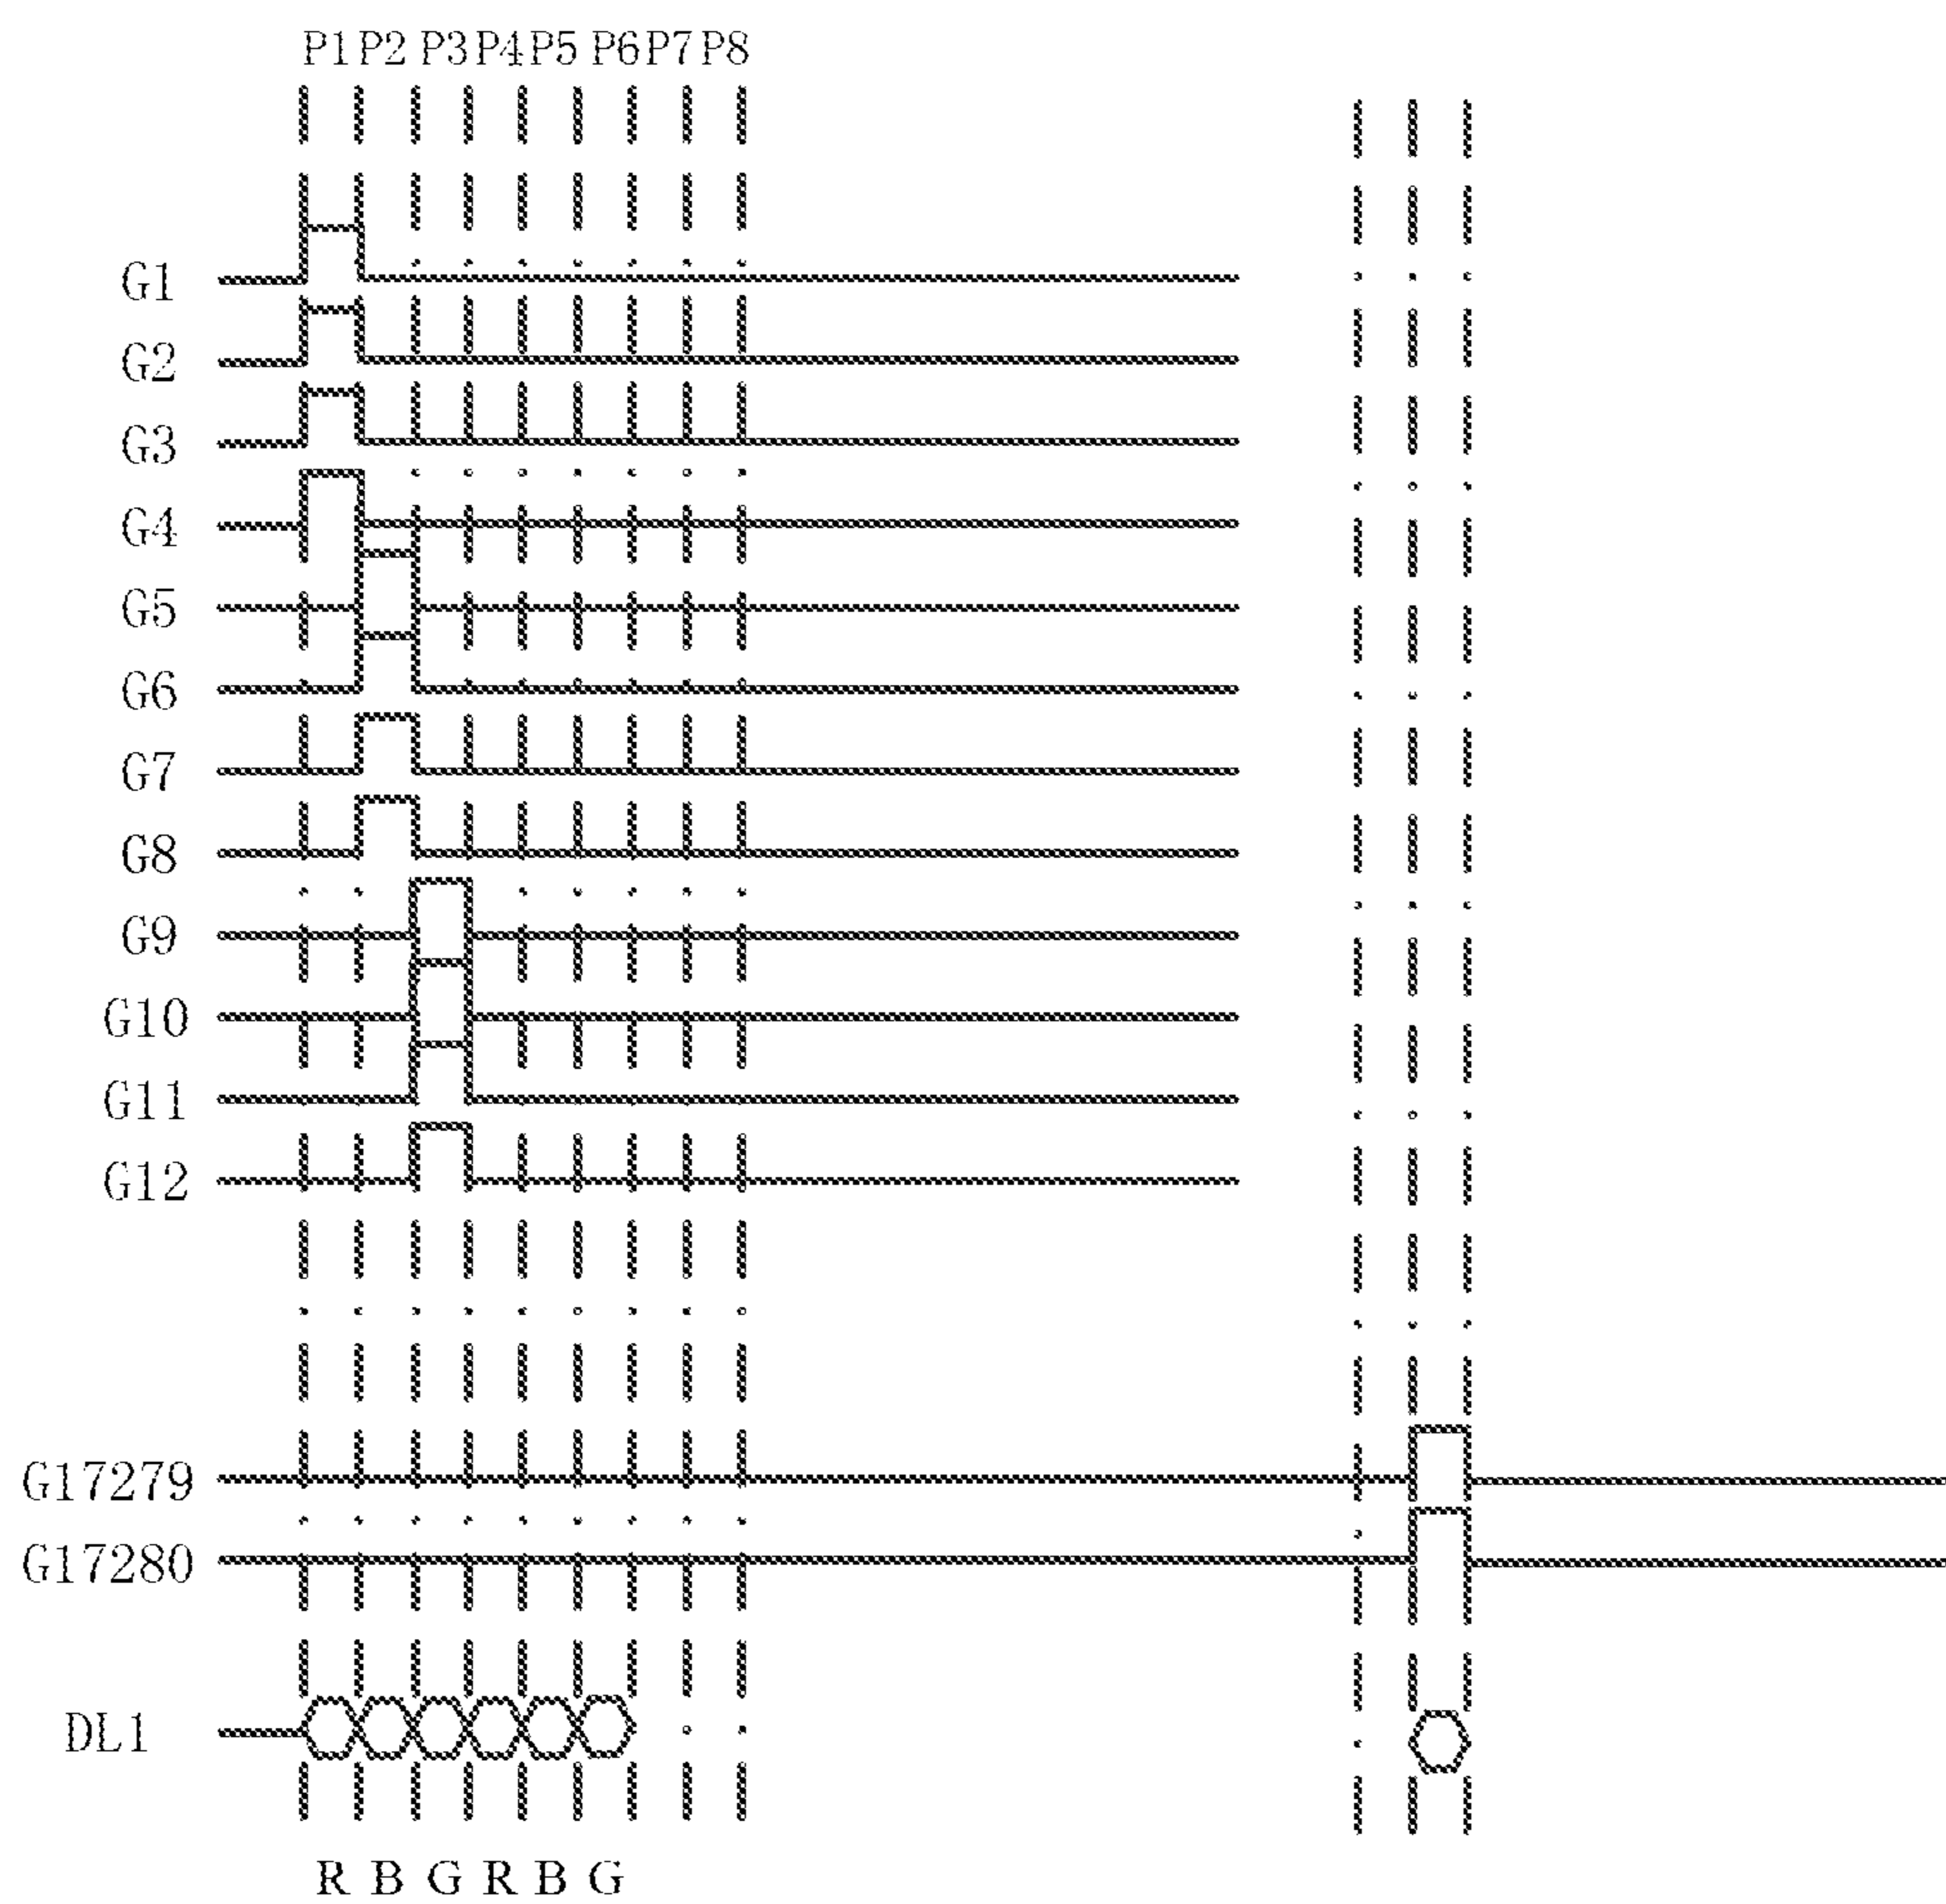 P1 P2 P3 P4 P5 P6 P7 P8
G1
G2
G3
G4
G5
G6
G7
G8
G9
G10
G11
G12
G17279
G17280
DL1
R B G R B G